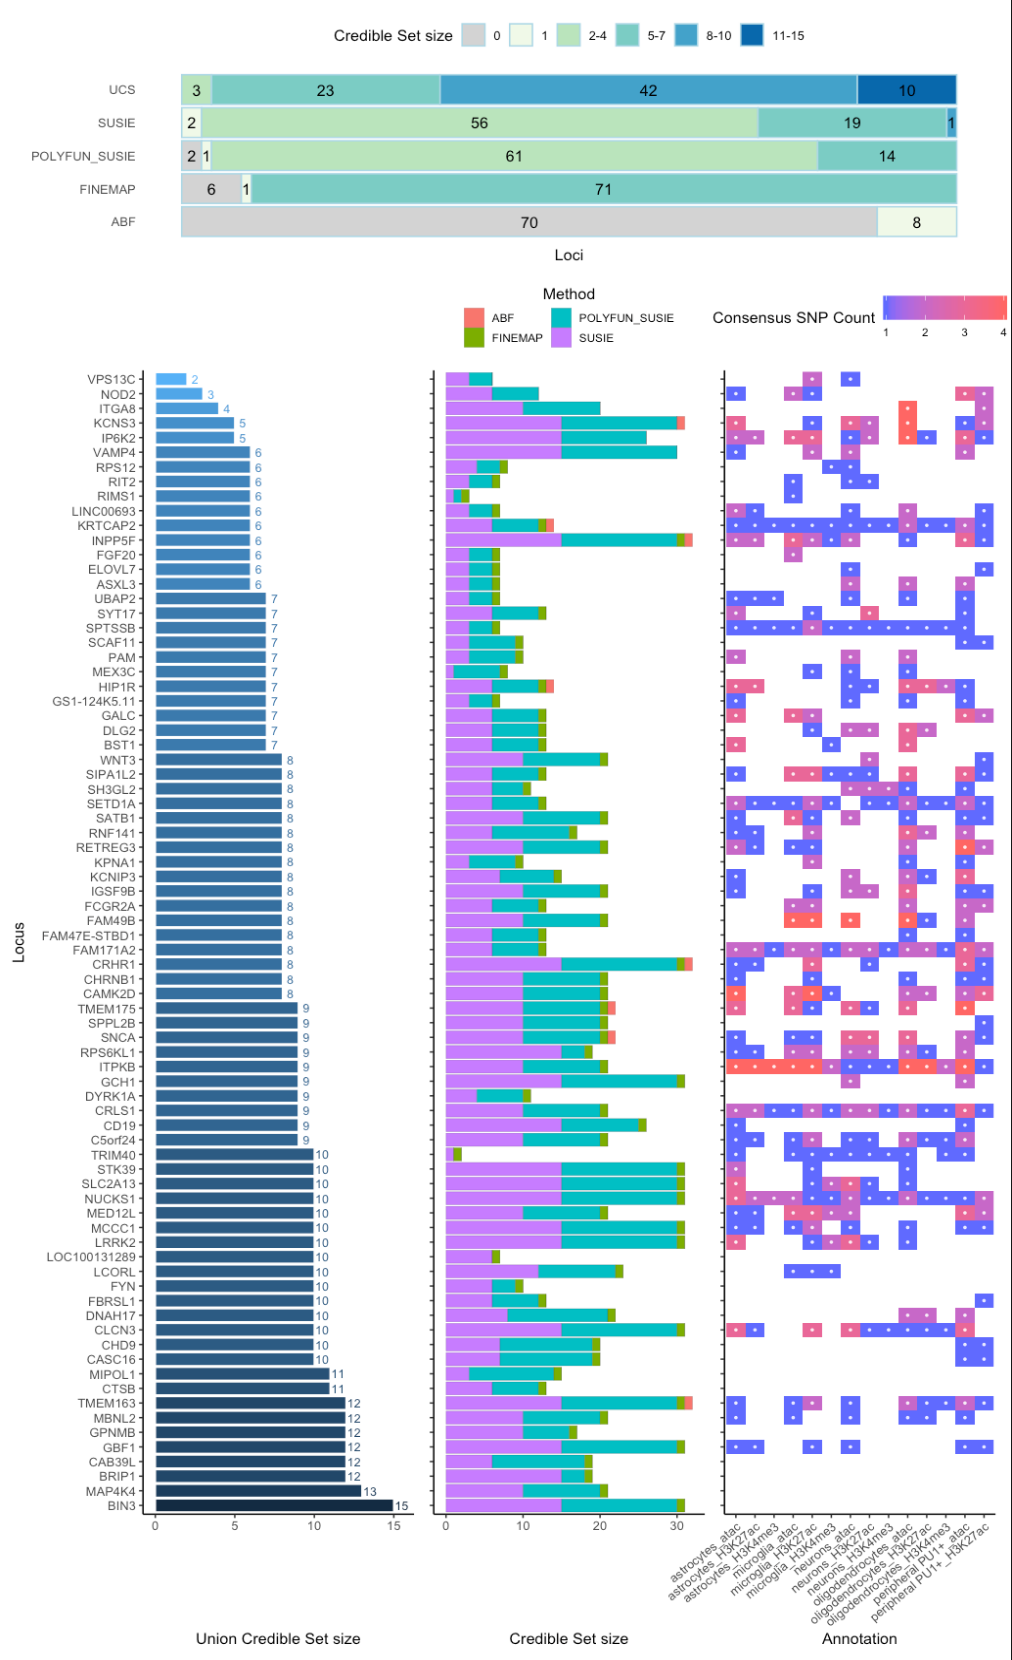 Credible Set size 0 1 2-4 5-7 8-10 11-15
UCS 3 23 42 10
SUSIE 2 56 19 1
POLYFUN_SUSIE 2 1 61 14
FINEMAP 6 1 71
ABF 70 8
Loci
Method
ABF POLYFUN_SUSIE
FINEMAP SUSIE
Consensus SNP Count
1 2 3 4
Locus
VPS13C 2
NOD2 3
ITGA8 4
KCNS3 5
IP6K2 5
VAMP4 6
RPS12 6
RIT2 6
RIMS1 6
LINC00693 6
KRTCAP2 6
INPP5F 6
FGF20 6
ELOVL7 6
ASXL3 6
UBAP2 7
SYT17 7
SPTSSB 7
SCAF11 7
PAM 7
MEX3C 7
HIP1R 7
GS1-124K5.11 7
GALC 7
DLG2 7
BST1 7
WNT3 8
SIPA1L2 8
SH3GL2 8
SETD1A 8
SATB1 8
RNF141 8
RETREG3 8
KPNA1 8
KCNIP3 8
IGSF9B 8
FCGR2A 8
FAM49B 8
FAM47E-STBD1 8
FAM171A2 8
CRHR1 8
CHRNB1 8
CAMK2D 8
TMEM175 9
SPPL2B 9
SNCA 9
RPS6KL1 9
ITPKB 9
GCH1 9
DYRK1A 9
CRLS1 9
CD19 9
C5orf24 9
TRIM40 10
STK39 10
SLC2A13 10
NUCKS1 10
MED12L 10
MCCC1 10
LRRK2 10
LOC100131289 10
LCORL 10
FYN 10
FBRSL1 10
DNAH17 10
CLCN3 10
CHD9 10
CASC16 10
MIPOL1 11
CTSB 11
TMEM163 12
MBNL2 12
GPNMB 12
GBF1 12
CAB39L 12
BRIP1 12
MAP4K4 13
BIN3 15
0 5 10 15
0 10 20 30
astrocytes_atac
astrocytes_H3K27ac
astrocytes_H3K4me3
microglia_atac
microglia_H3K27ac
microglia_H3K4me3
neurons_atac
neurons_H3K27ac
neurons_H3K4me3
oligodendrocytes_atac
oligodendrocytes_H3K27ac
oligodendrocytes_H3K4me3
peripheral PU1+_atac
peripheral PU1+_H3K27ac
Union Credible Set size
Credible Set size
Annotation